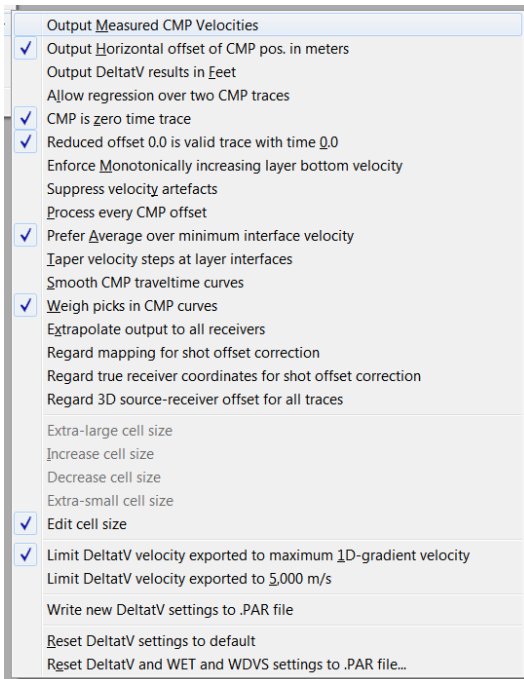 Output Measured CMP Velocities
Output Horizontal offset of CMP pos. in meters
Output DeltatV results in Feet
Allow regression over two CMP traces
CMP is zero time trace
Reduced offset 0.0 is valid trace with time 0.0
Enforce Monotonically increasing layer bottom velocity
Suppress velocity artefacts
Process every CMP offset
Prefer Average over minimum interface velocity
Taper velocity steps at layer interfaces
Smooth CMP traveltime curves
Weigh picks in CMP curves
Extrapolate output to all receivers
Regard mapping for shot offset correction
Regard true receiver coordinates for shot offset correction
Regard 3D source-receiver offset for all traces
Extra-large cell size
Increase cell size
Decrease cell size
Extra-small cell size
Edit cell size
Limit DeltatV velocity exported to maximum 1D-gradient velocity
Limit DeltatV velocity exported to 5,000 m/s
Write new DeltatV settings to .PAR file
Reset DeltatV settings to default
Reset DeltatV and WET and WDVS settings to .PAR file...